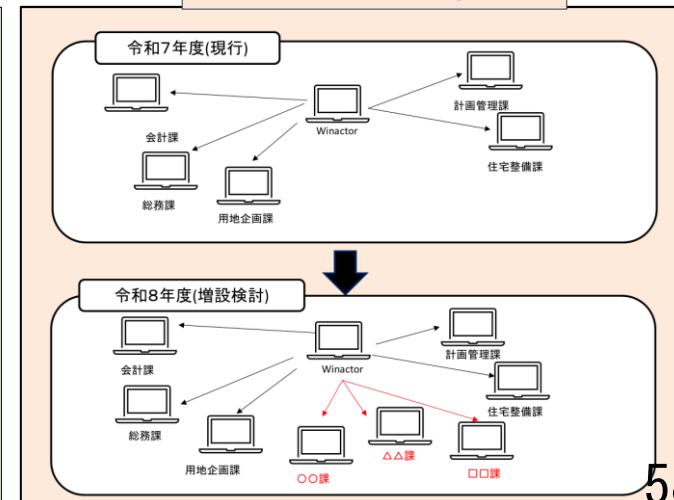 令和7年度(現行)
会計課
Winactor
計画管理課
住宅整備課
総務課
用地企画課
令和8年度(増設検討)
会計課
Winactor
計画管理課
住宅整備課
総務課
用地企画課
○○課
△△課
□□課
5